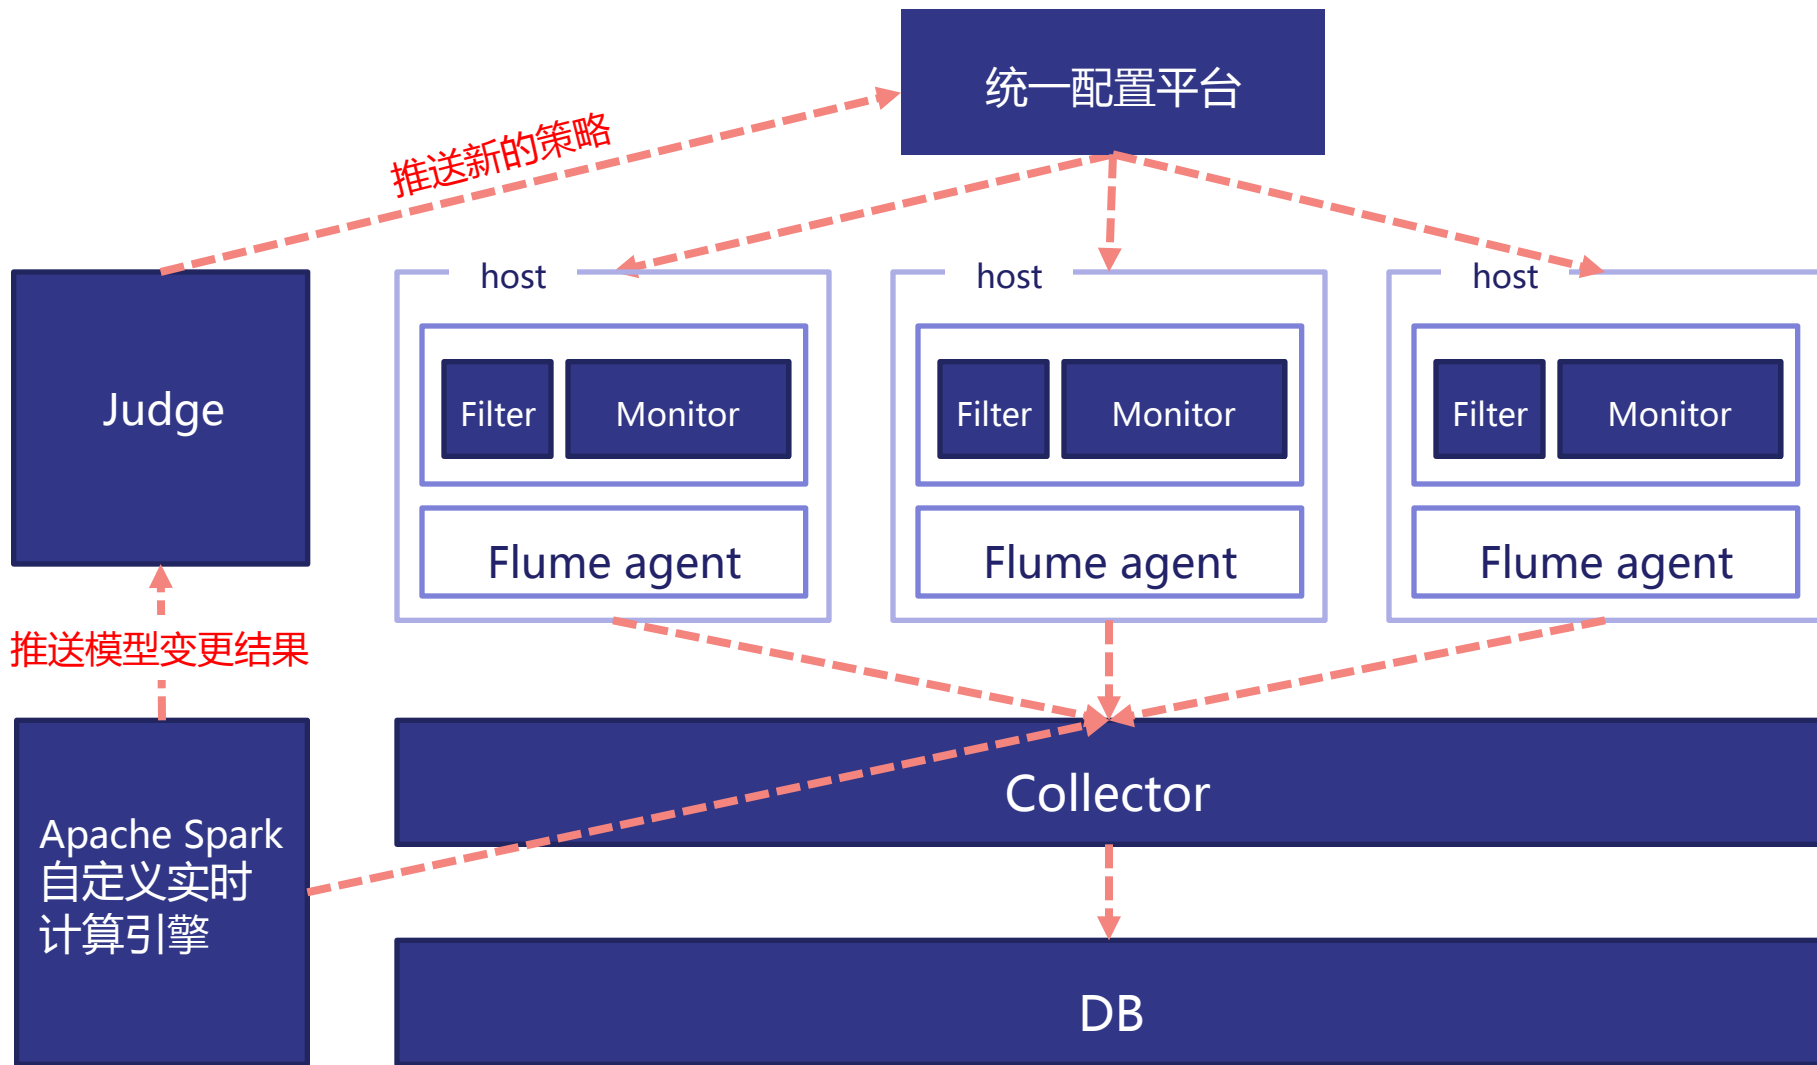 统一配置平台
推送新的策略
host
host
host
Judge
Filter
Monitor
Filter
Monitor
Filter
Monitor
Flume agent
Flume agent
Flume agent
推送模型变更结果
Collector
Apache Spark
自定义实时
计算引擎
DB